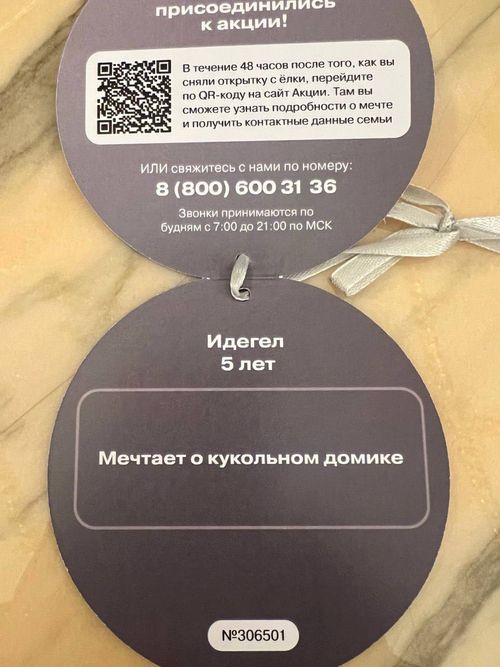 присоединились
к акции!
В течение 48 часов после того, как вы
сняли открытку с ёлки, перейдите
по QR-коду на сайт Акции. Там вы
сможете узнать подробности о мечте
и получить контактные данные семьи
ИЛИ свяжитесь с нами по номеру:
8 (800) 600 31 36
Звонки принимаются по
будням с 7:00 до 21:00 по МСК
Идегел
5 лет
Мечтает о кукольном домике
№306501